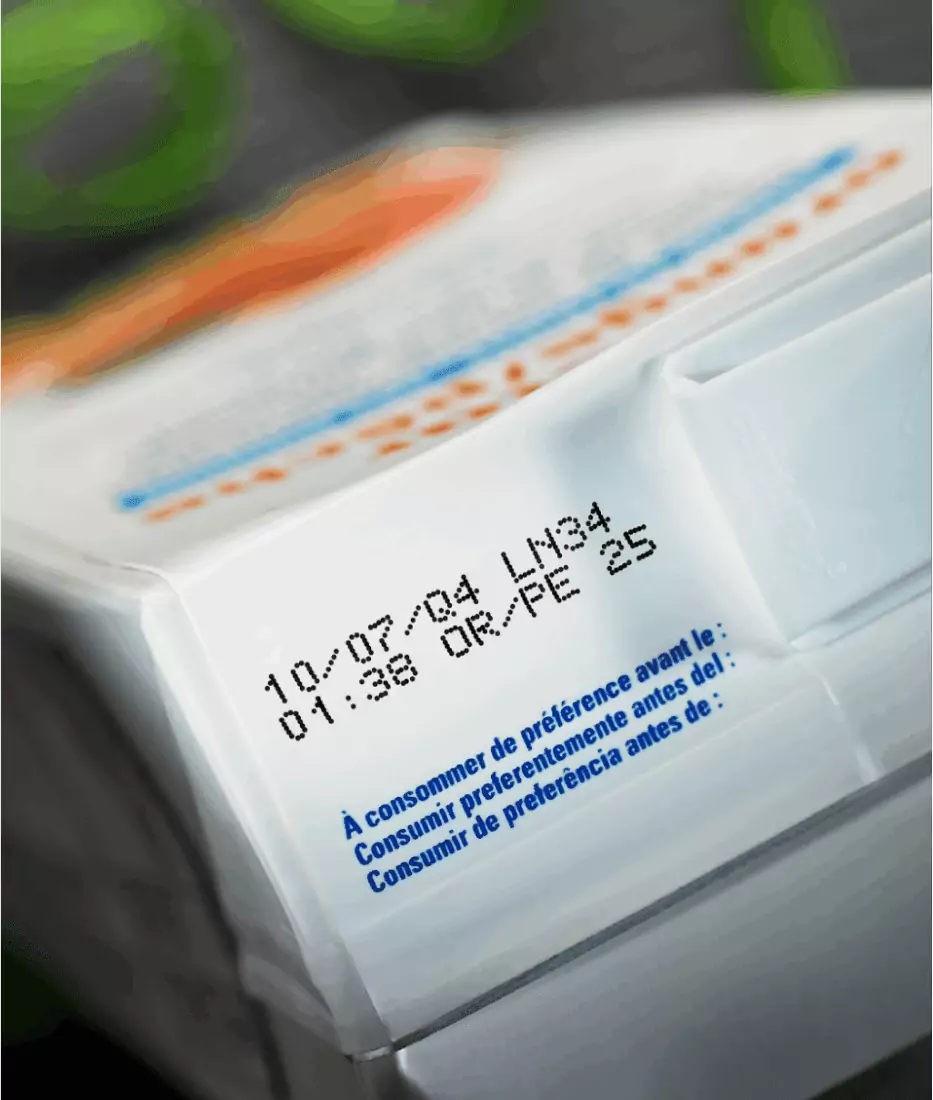 10/07/04 LN34
01:38 OR/PE 25
À consommer de préférence avant le :
Consumir preferentemente antes del :
Consumir de preferência antes de :